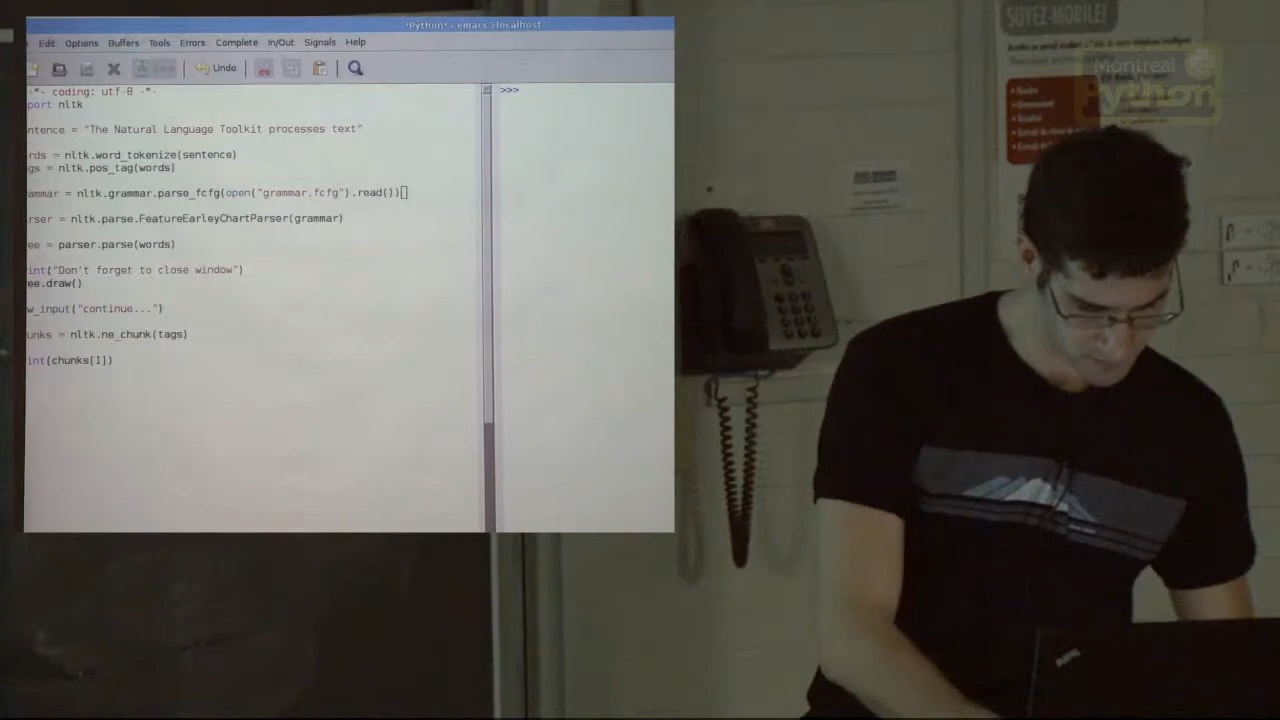 *Python* - emacs@localhost
Edit Options Buffers Tools Errors Complete In/Out Signals Help
Undo
-*- coding: utf-8 -*-
port nltk
ntence = "The Natural Language Toolkit processes text"
rds = nltk.word_tokenize(sentence)
gs = nltk.pos_tag(words)
ammar = nltk.grammar.parse_fcfg(open("grammar.fcfg").read())
rser = nltk.parse.FeatureEarleyChartParser(grammar)
ee = parser.parse(words)
int("Don't forget to close window")
ee.draw()
w_input("continue...")
unks = nltk.ne_chunk(tags)
int(chunks[1])
>>>
SOYEZ-MOBILE!
Montréal
Python